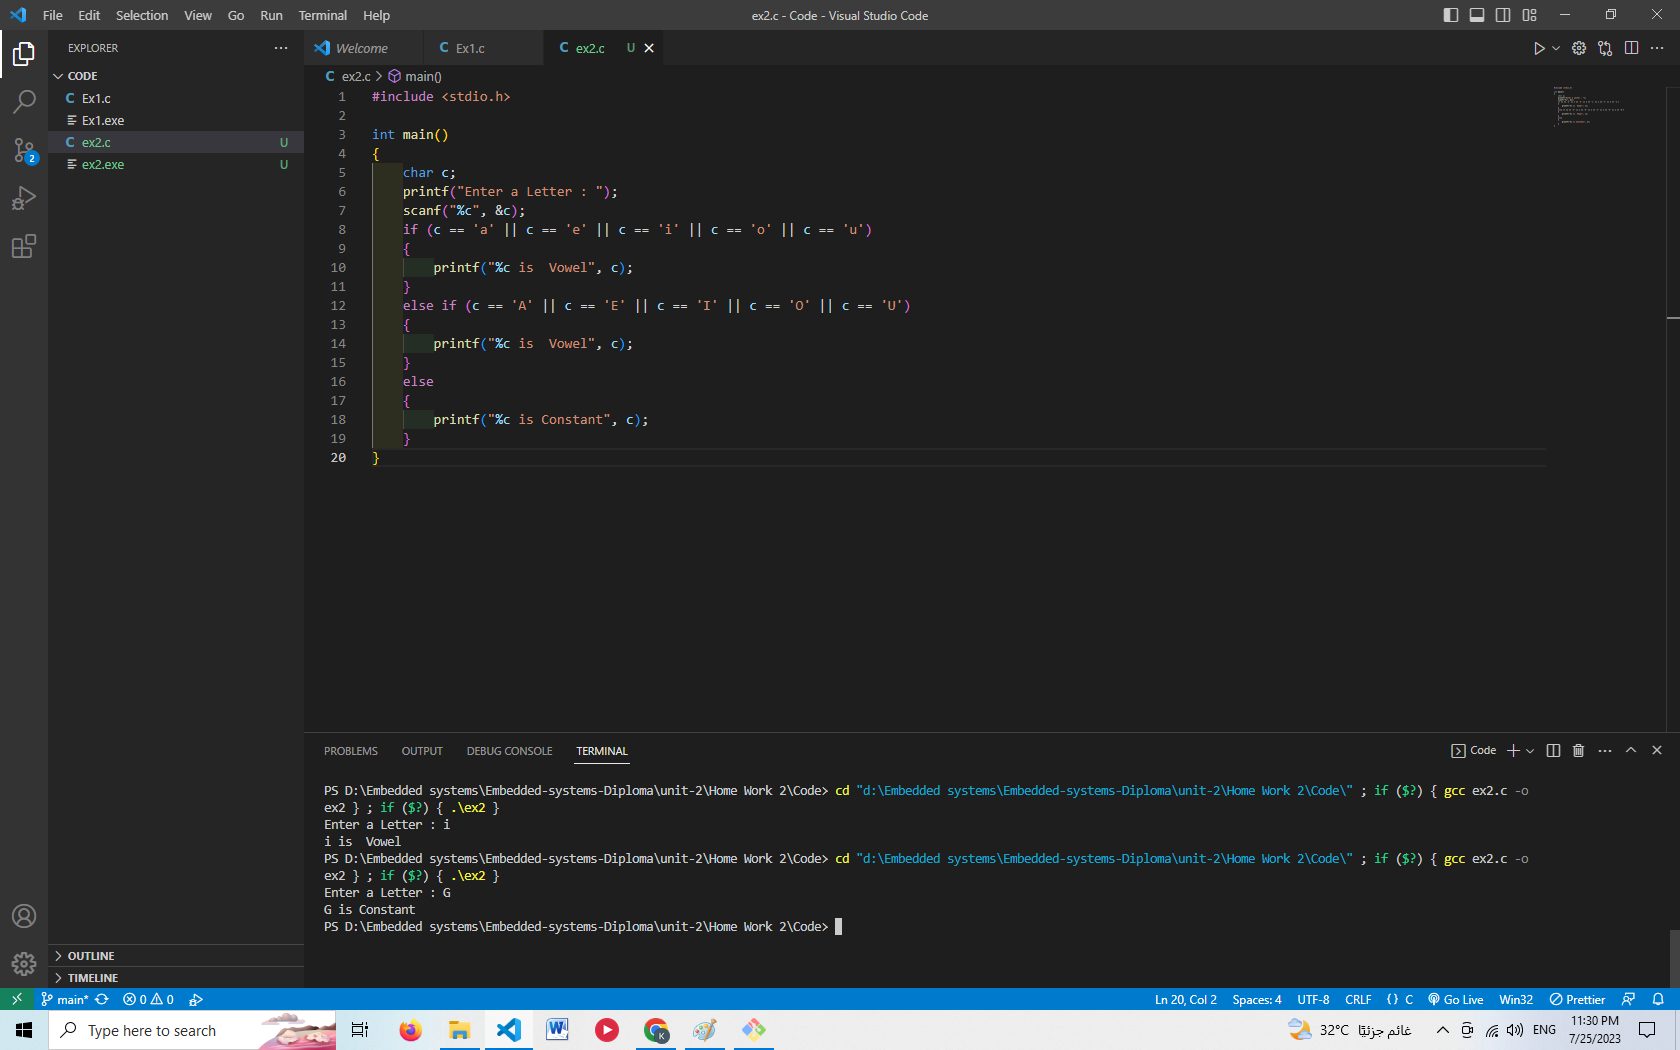 File Edit Selection View Go Run Terminal Help
ex2.c - Code - Visual Studio Code
EXPLORER
CODE
C Ex1.c
Ex1.exe
C ex2.c U
ex2.exe U
2
Welcome
C Ex1.c
C ex2.c U
C ex2.c > main()
1 #include <stdio.h>
2
3 int main()
4 {
5 char c;
6 printf("Enter a Letter : ");
7 scanf("%c", &c);
8 if (c == 'a' || c == 'e' || c == 'i' || c == 'o' || c == 'u')
9 {
10 printf("%c is  Vowel", c);
11 }
12 else if (c == 'A' || c == 'E' || c == 'I' || c == 'O' || c == 'U')
13 {
14 printf("%c is  Vowel", c);
15 }
16 else
17 {
18 printf("%c is Constant", c);
19 }
20 }
PROBLEMS OUTPUT DEBUG CONSOLE TERMINAL
Code
PS D:\Embedded systems\Embedded-systems-Diploma\unit-2\Home Work 2\Code> cd "d:\Embedded systems\Embedded-systems-Diploma\unit-2\Home Work 2\Code\" ; if ($?) { gcc ex2.c -o
ex2 } ; if ($?) { .\ex2 }
Enter a Letter : i
i is  Vowel
PS D:\Embedded systems\Embedded-systems-Diploma\unit-2\Home Work 2\Code> cd "d:\Embedded systems\Embedded-systems-Diploma\unit-2\Home Work 2\Code\" ; if ($?) { gcc ex2.c -o
ex2 } ; if ($?) { .\ex2 }
Enter a Letter : G
G is Constant
PS D:\Embedded systems\Embedded-systems-Diploma\unit-2\Home Work 2\Code>
OUTLINE
TIMELINE
main* 0 0
Ln 20, Col 2 Spaces: 4 UTF-8 CRLF {} C Go Live Win32 Prettier
Type here to search
W
K
32°C غائم جزئيًا
ENG
11:30 PM
7/25/2023